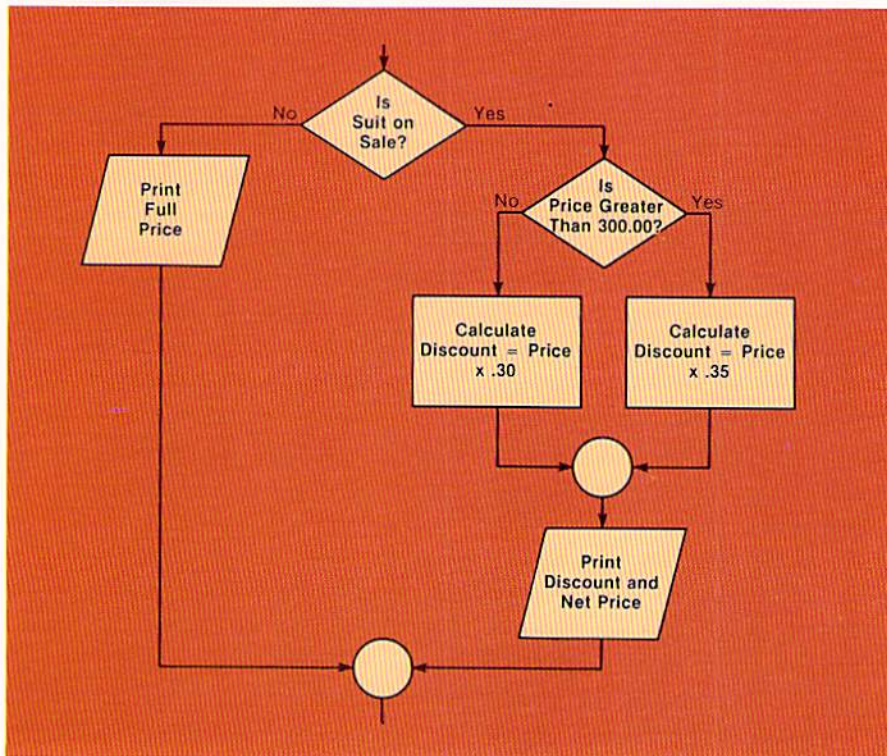 Is
Suit on
Sale?
No
Yes
Print
Full
Price
Is
Price Greater
Than 300.00?
No
Yes
Calculate
Discount = Price
x .30
Calculate
Discount = Price
x .35
Print
Discount and
Net Price